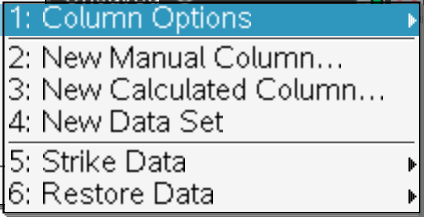 1: Column Options
2: New Manual Column...
3: New Calculated Column...
4: New Data Set
5: Strike Data
6: Restore Data